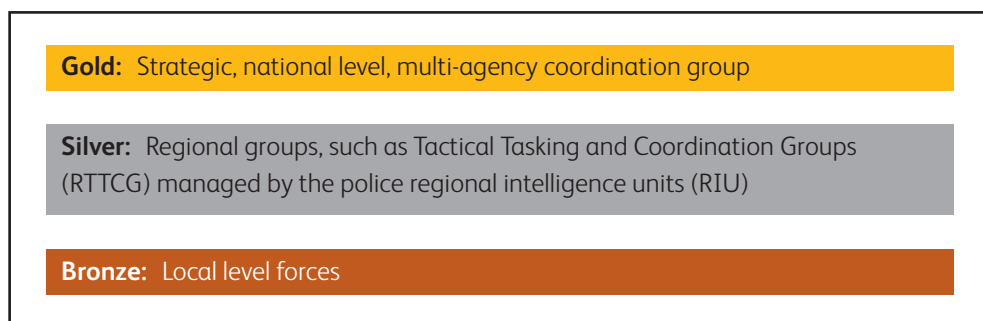 Gold: Strategic, national level, multi-agency coordination group
Silver: Regional groups, such as Tactical Tasking and Coordination Groups
(RTTCG) managed by the police regional intelligence units (RIU)
Bronze: Local level forces